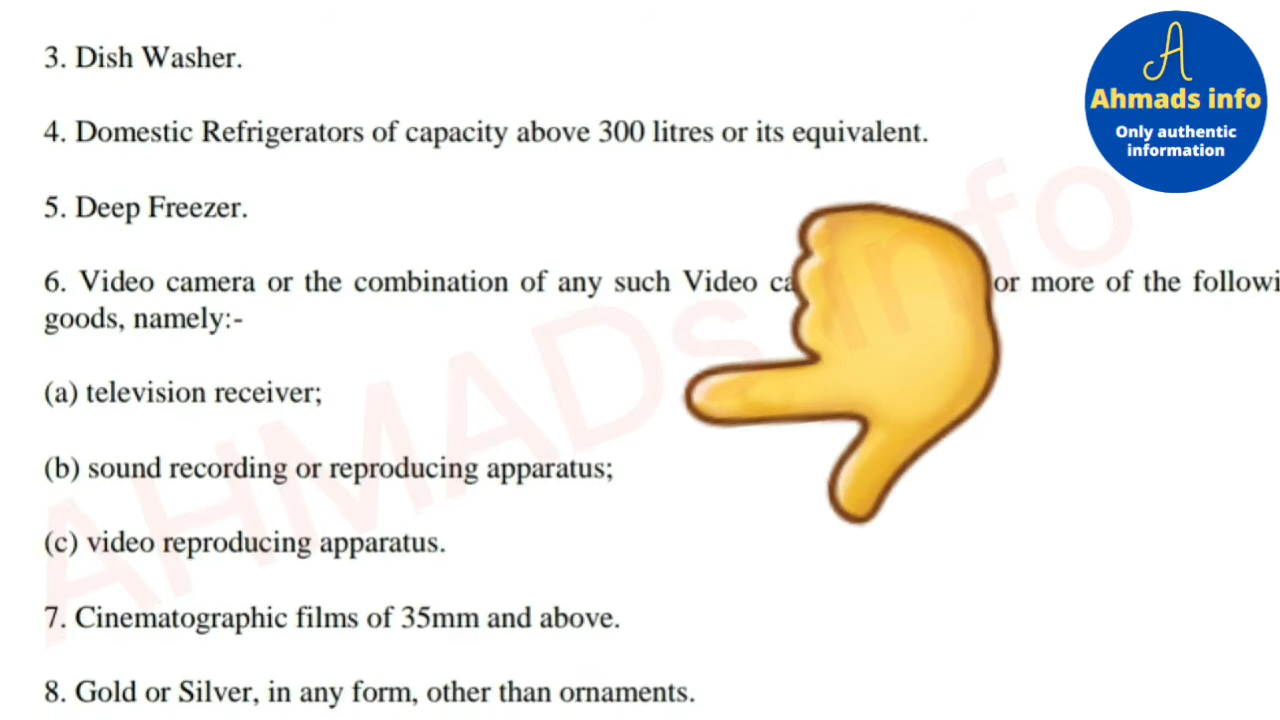 3. Dish Washer.
4. Domestic Refrigerators of capacity above 300 litres or its equivalent.
5. Deep Freezer.
6. Video camera or the combination of any such Video or more of the
goods, namely:-
(a) television receiver;
(b) sound recording or reproducing apparatus;
(c) video reproducing apparatus.
7. Cinematographic films of 35mm and above.
8. Gold or Silver, in any form, other than ornaments.
A
Ahmads info
Only authentic
information
AHMADs info